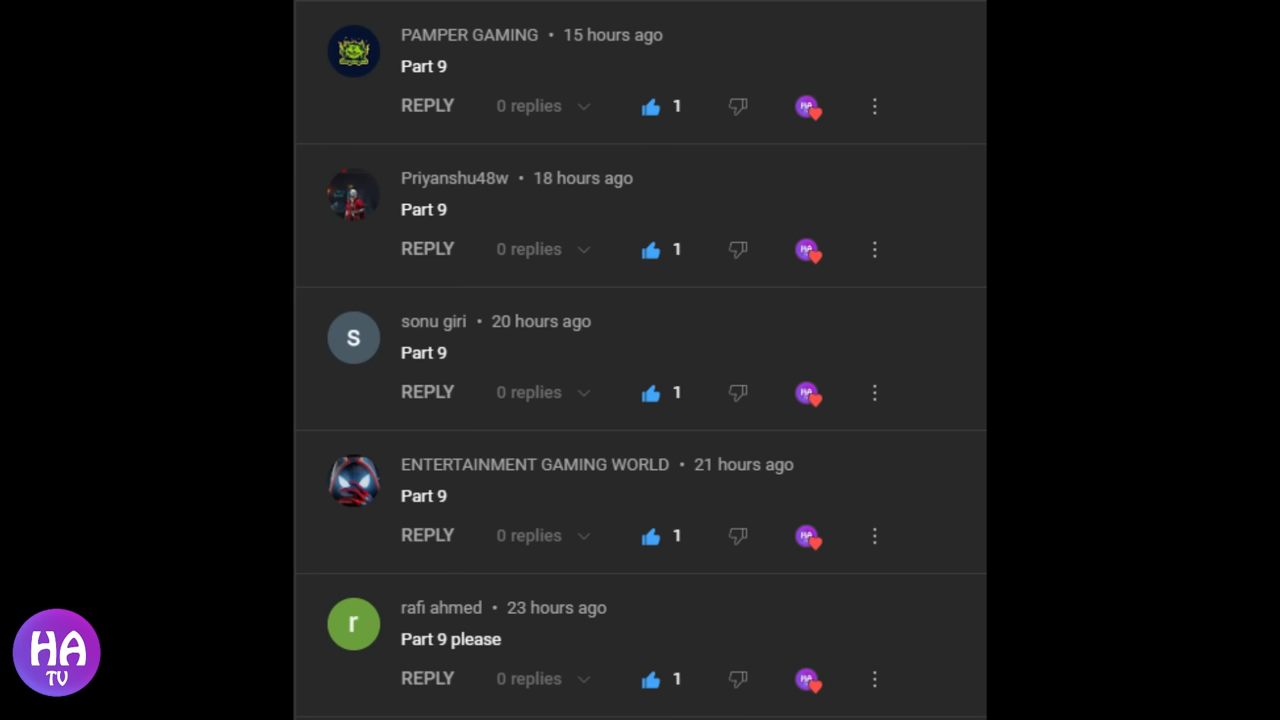 PAMPER GAMING • 15 hours ago
Part 9
REPLY 0 replies 1
Priyanshu48w • 18 hours ago
Part 9
REPLY 0 replies 1
S
sonu giri • 20 hours ago
Part 9
REPLY 0 replies 1
ENTERTAINMENT GAMING WORLD • 21 hours ago
Part 9
REPLY 0 replies 1
r
rafi ahmed • 23 hours ago
Part 9 please
REPLY 0 replies 1
HA
TV